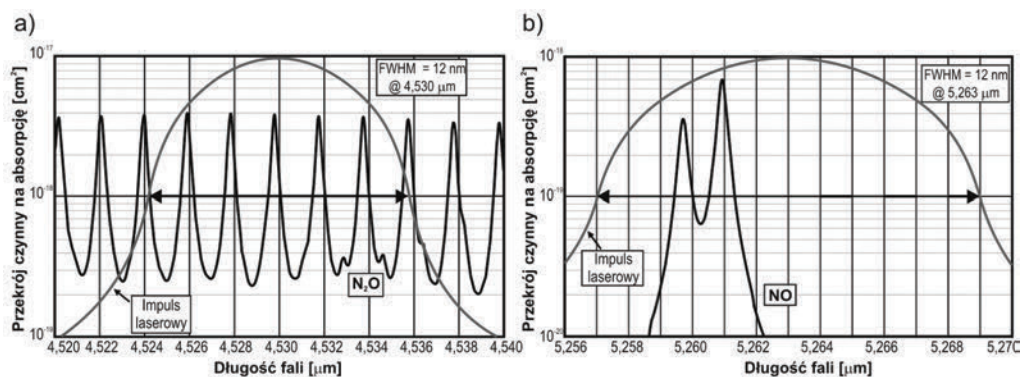 a)
Przekrój czynny na absorpcję [cm²]
10⁻¹⁷
10⁻¹⁸
10⁻¹⁹
FWHM = 12 nm
@ 4,530 μm
Impuls
laserowy
N₂O
4,520 4,522 4,524 4,526 4,528 4,530 4,532 4,534 4,536 4,538 4,540
Długość fali [μm]
b)
Przekrój czynny na absorpcję [cm²]
10⁻¹⁸
10⁻¹⁹
10⁻²⁰
FWHM = 12 nm
@ 5,263 μm
Impuls
laserowy
NO
5,256 5,258 5,260 5,262 5,264 5,266 5,268 5,270
Długość fali [μm]